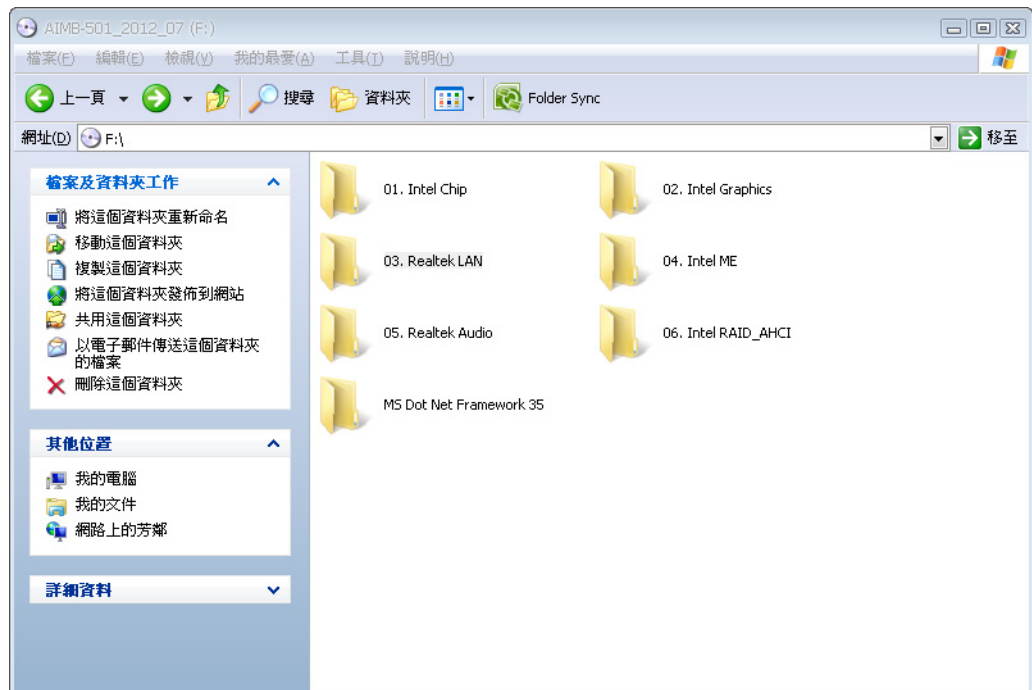 AIMB-501_2012_07 (F:)
檔案(F) 編輯(E) 檢視(V) 我的最愛(A) 工具(T) 說明(H)
上一頁 搜尋 資料夾 Folder Sync
網址(D) F:\ 移至
檔案及資料夾工作
將這個資料夾重新命名
移動這個資料夾
複製這個資料夾
將這個資料夾發佈到網站
共用這個資料夾
以電子郵件傳送這個資料夾
的檔案
刪除這個資料夾
其他位置
我的電腦
我的文件
網路上的芳鄰
詳細資料
01. Intel Chip
02. Intel Graphics
03. Realtek LAN
04. Intel ME
05. Realtek Audio
06. Intel RAID_AHCI
MS Dot Net Framework 35